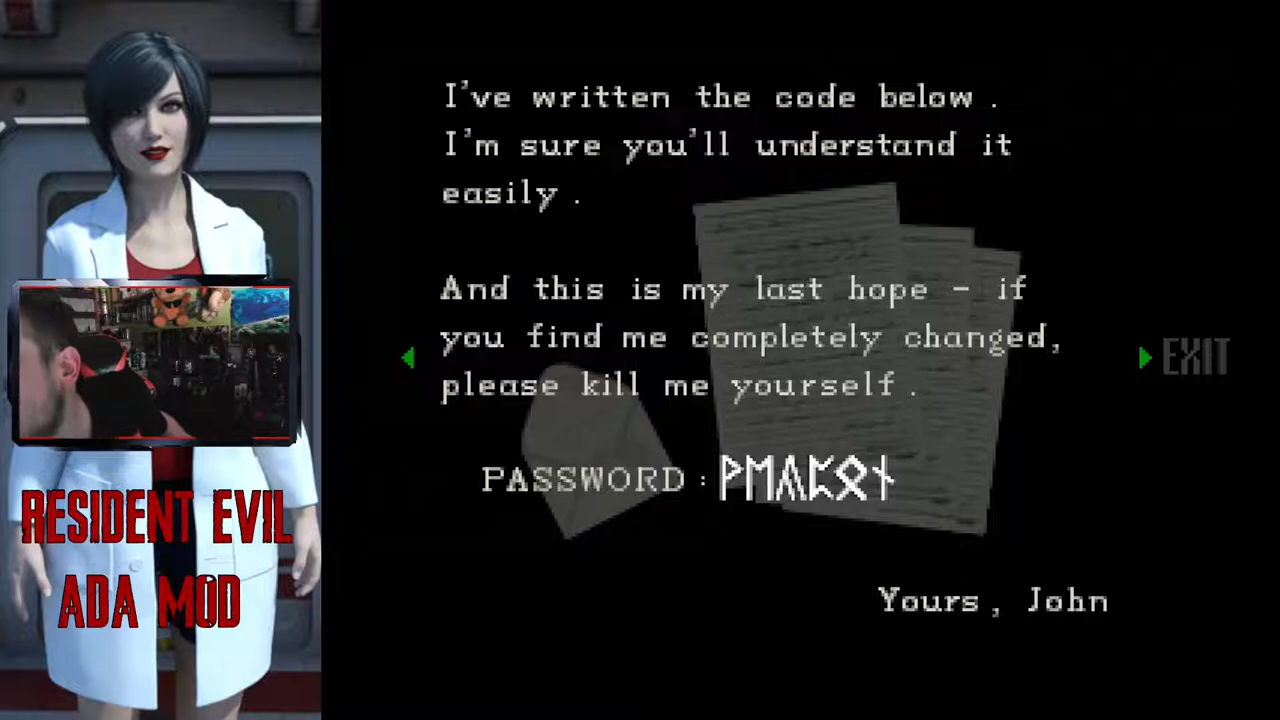 I've written the code below .
I'm sure you'll understand it
easily .
And this is my last hope - if
you find me completely changed,
please kill me yourself .
PASSWORD :
Yours , John
EXIT
RESIDENT EVIL
ADA MOD